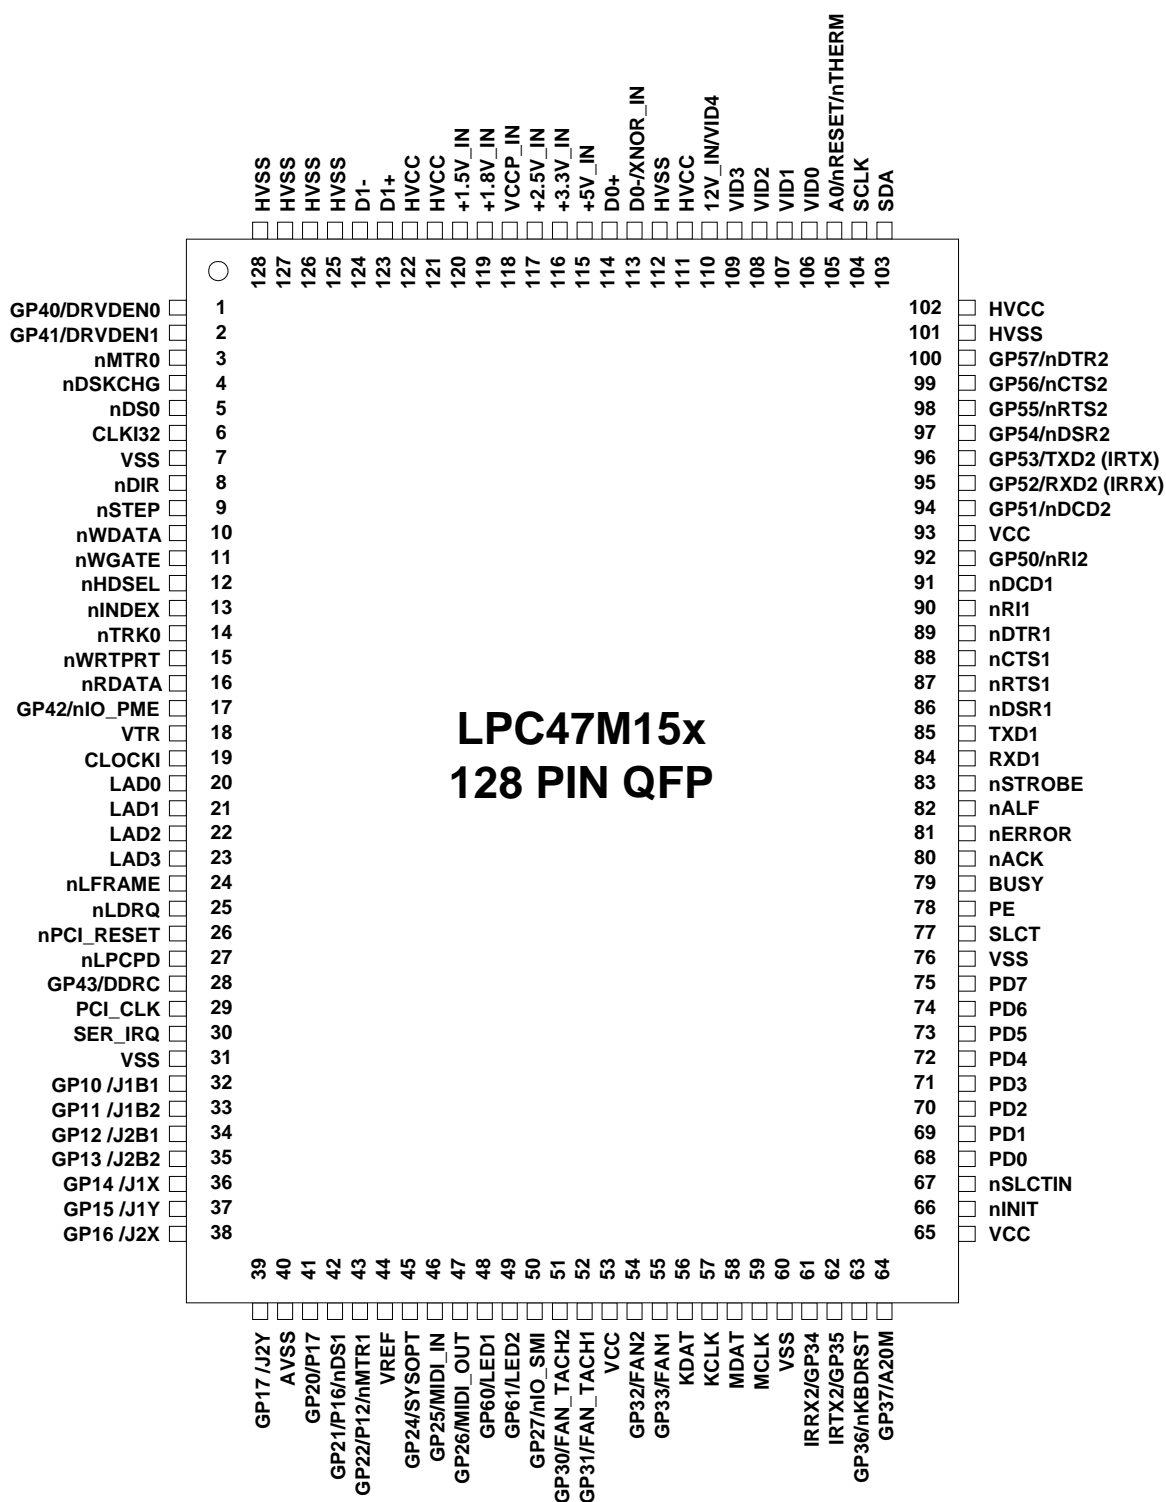 HVSS
HVSS
HVSS
HVSS
D1-
D1+
HVCC
HVCC
+1.5V_IN
+1.8V_IN
VCCP_IN
+2.5V_IN
+3.3V_IN
+5V_IN
D0+
D0-/XNOR_IN
HVSS
HVCC
12V_IN/VID4
VID3
VID2
VID1
VID0
A0/nRESET/nTHERM
SCLK
SDA
128
127
126
125
124
123
122
121
120
119
118
117
116
115
114
113
112
111
110
109
108
107
106
105
104
103
GP40/DRVDEN0 1
GP41/DRVDEN1 2
nMTR0 3
nDSKCHG 4
nDS0 5
CLKI32 6
VSS 7
nDIR 8
nSTEP 9
nWDATA 10
nWGATE 11
nHDSEL 12
nINDEX 13
nTRK0 14
nWRTPRT 15
nRDATA 16
GP42/nIO_PME 17
VTR 18
CLOCKI 19
LAD0 20
LAD1 21
LAD2 22
LAD3 23
nLFRAME 24
nLDRQ 25
nPCI_RESET 26
nLPCPD 27
GP43/DDRC 28
PCI_CLK 29
SER_IRQ 30
VSS 31
GP10 /J1B1 32
GP11 /J1B2 33
GP12 /J2B1 34
GP13 /J2B2 35
GP14 /J1X 36
GP15 /J1Y 37
GP16 /J2X 38
LPC47M15x
128 PIN QFP
102 HVCC
101 HVSS
100 GP57/nDTR2
99 GP56/nCTS2
98 GP55/nRTS2
97 GP54/nDSR2
96 GP53/TXD2 (IRTX)
95 GP52/RXD2 (IRRX)
94 GP51/nDCD2
93 VCC
92 GP50/nRI2
91 nDCD1
90 nRI1
89 nDTR1
88 nCTS1
87 nRTS1
86 nDSR1
85 TXD1
84 RXD1
83 nSTROBE
82 nALF
81 nERROR
80 nACK
79 BUSY
78 PE
77 SLCT
76 VSS
75 PD7
74 PD6
73 PD5
72 PD4
71 PD3
70 PD2
69 PD1
68 PD0
67 nSLCTIN
66 nINIT
65 VCC
39
40
41
42
43
44
45
46
47
48
49
50
51
52
53
54
55
56
57
58
59
60
61
62
63
64
GP17 /J2Y
AVSS
GP20/P17
GP21/P16/nDS1
GP22/P12/nMTR1
VREF
GP24/SYSOPT
GP25/MIDI_IN
GP26/MIDI_OUT
GP60/LED1
GP61/LED2
GP27/nIO_SMI
GP30/FAN_TACH2
GP31/FAN_TACH1
VCC
GP32/FAN2
GP33/FAN1
KDAT
KCLK
MDAT
MCLK
VSS
IRRX2/GP34
IRTX2/GP35
GP36/nKBDRST
GP37/A20M